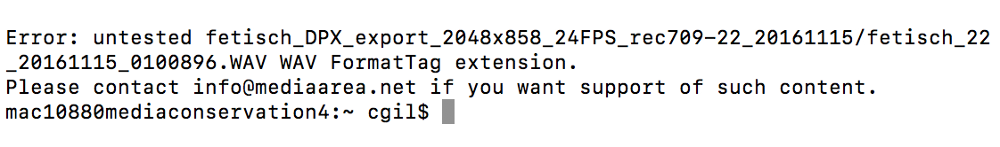 Error: untested fetisch_DPX_export_2048x858_24FPS_rec709-22_20161115/fetisch_22
_20161115_0100896.WAV WAV FormatTag extension.
Please contact info@mediaarea.net if you want support of such content.
mac10880mediaconservation4:~ cgil$